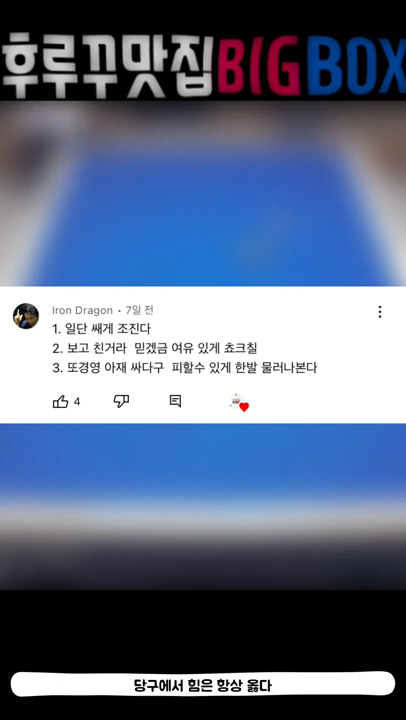 후루꾸맛집BIGBOX
Iron Dragon • 7일 전
1. 일단 쌔게 조진다
2. 보고 친거라 믿겠금 여유 있게 쵸크칠
3. 또경영 아재 싸다구 피할수 있게 한발 물러나본다
4
당구에서 힘은 항상 옳다